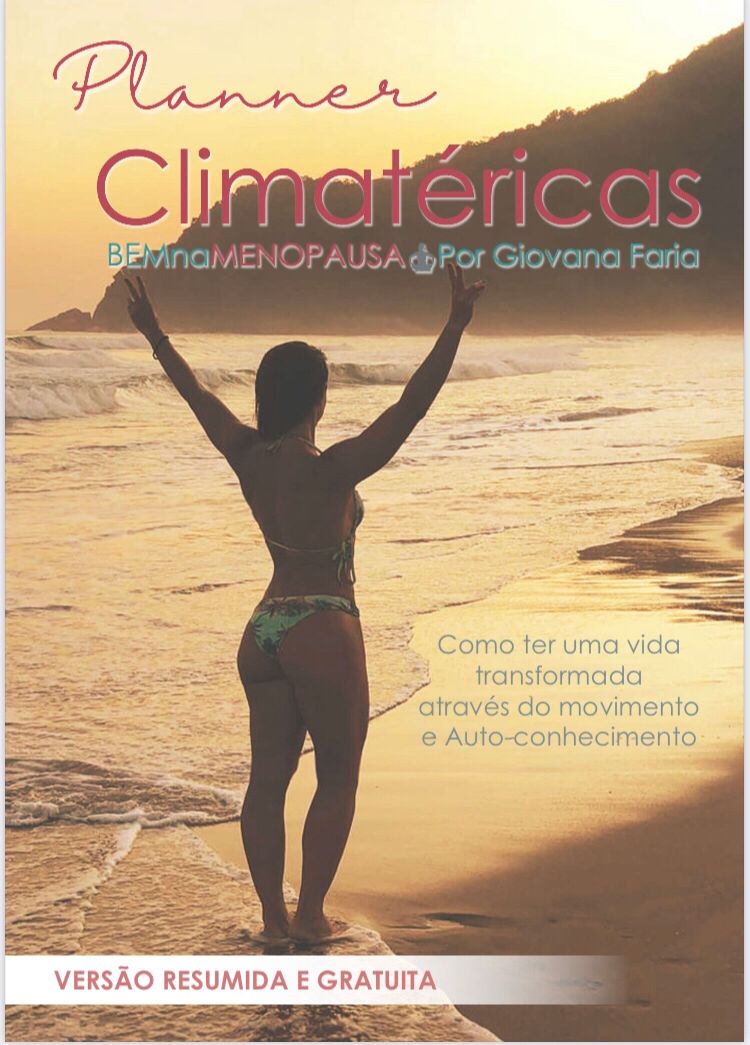 Planner
Climatéricas
BEMnaMENOPAUSA Por Giovana Faria
Como ter uma vida
transformada
através do movimento
e Auto-conhecimento
VERSÃO RESUMIDA E GRATUITA